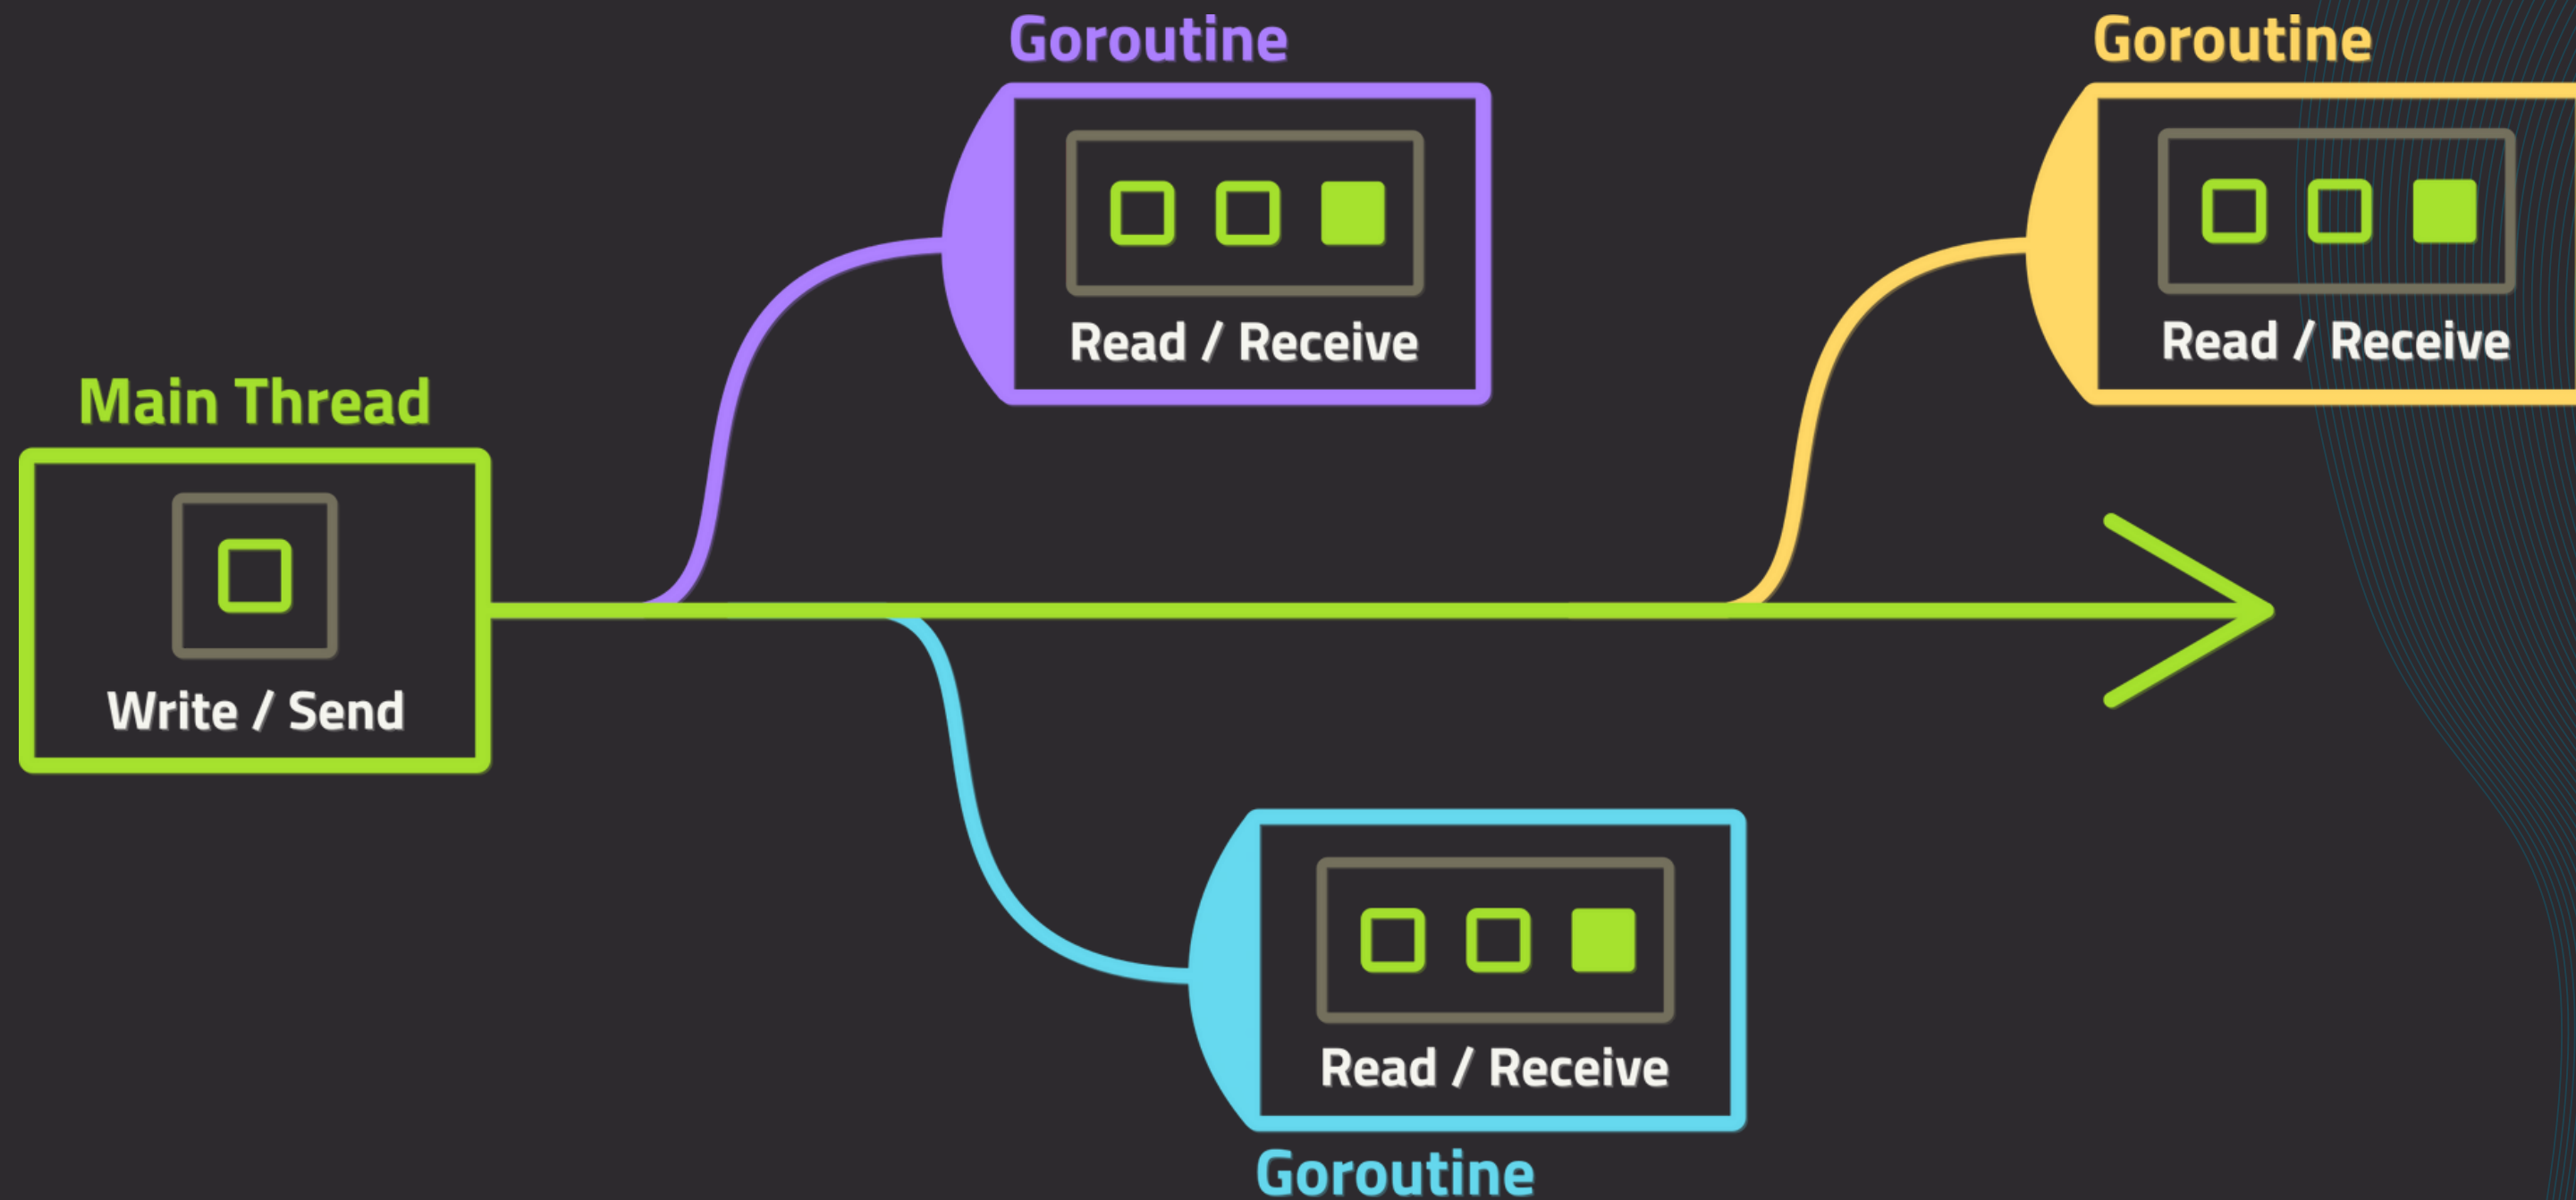 Goroutine
Goroutine
Read / Receive
Read / Receive
Main Thread
Write / Send
Read / Receive
Goroutine